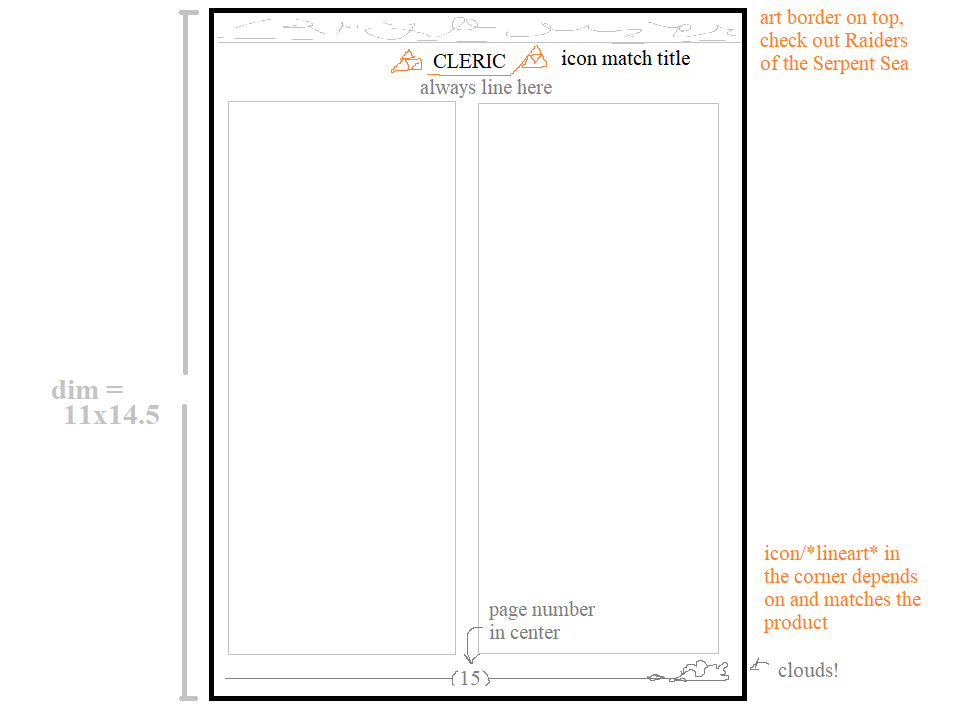 art border on top,
check out Raiders
of the Serpent Sea
CLERIC
icon match title
always line here
dim =
11x14.5
icon/*lineart* in
the corner depends
on and matches the
product
page number
in center
(15)
clouds!